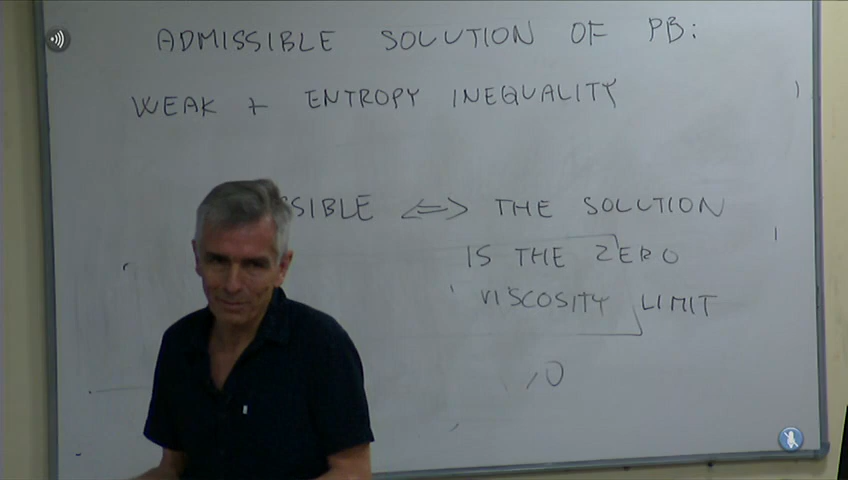 ADMISSIBLE SOLUTION OF PB:
WEAK + ENTROPY INEQUALITY
SIBLE <=> THE SOLUTION
IS THE ZERO
VISCOSITY LIMIT